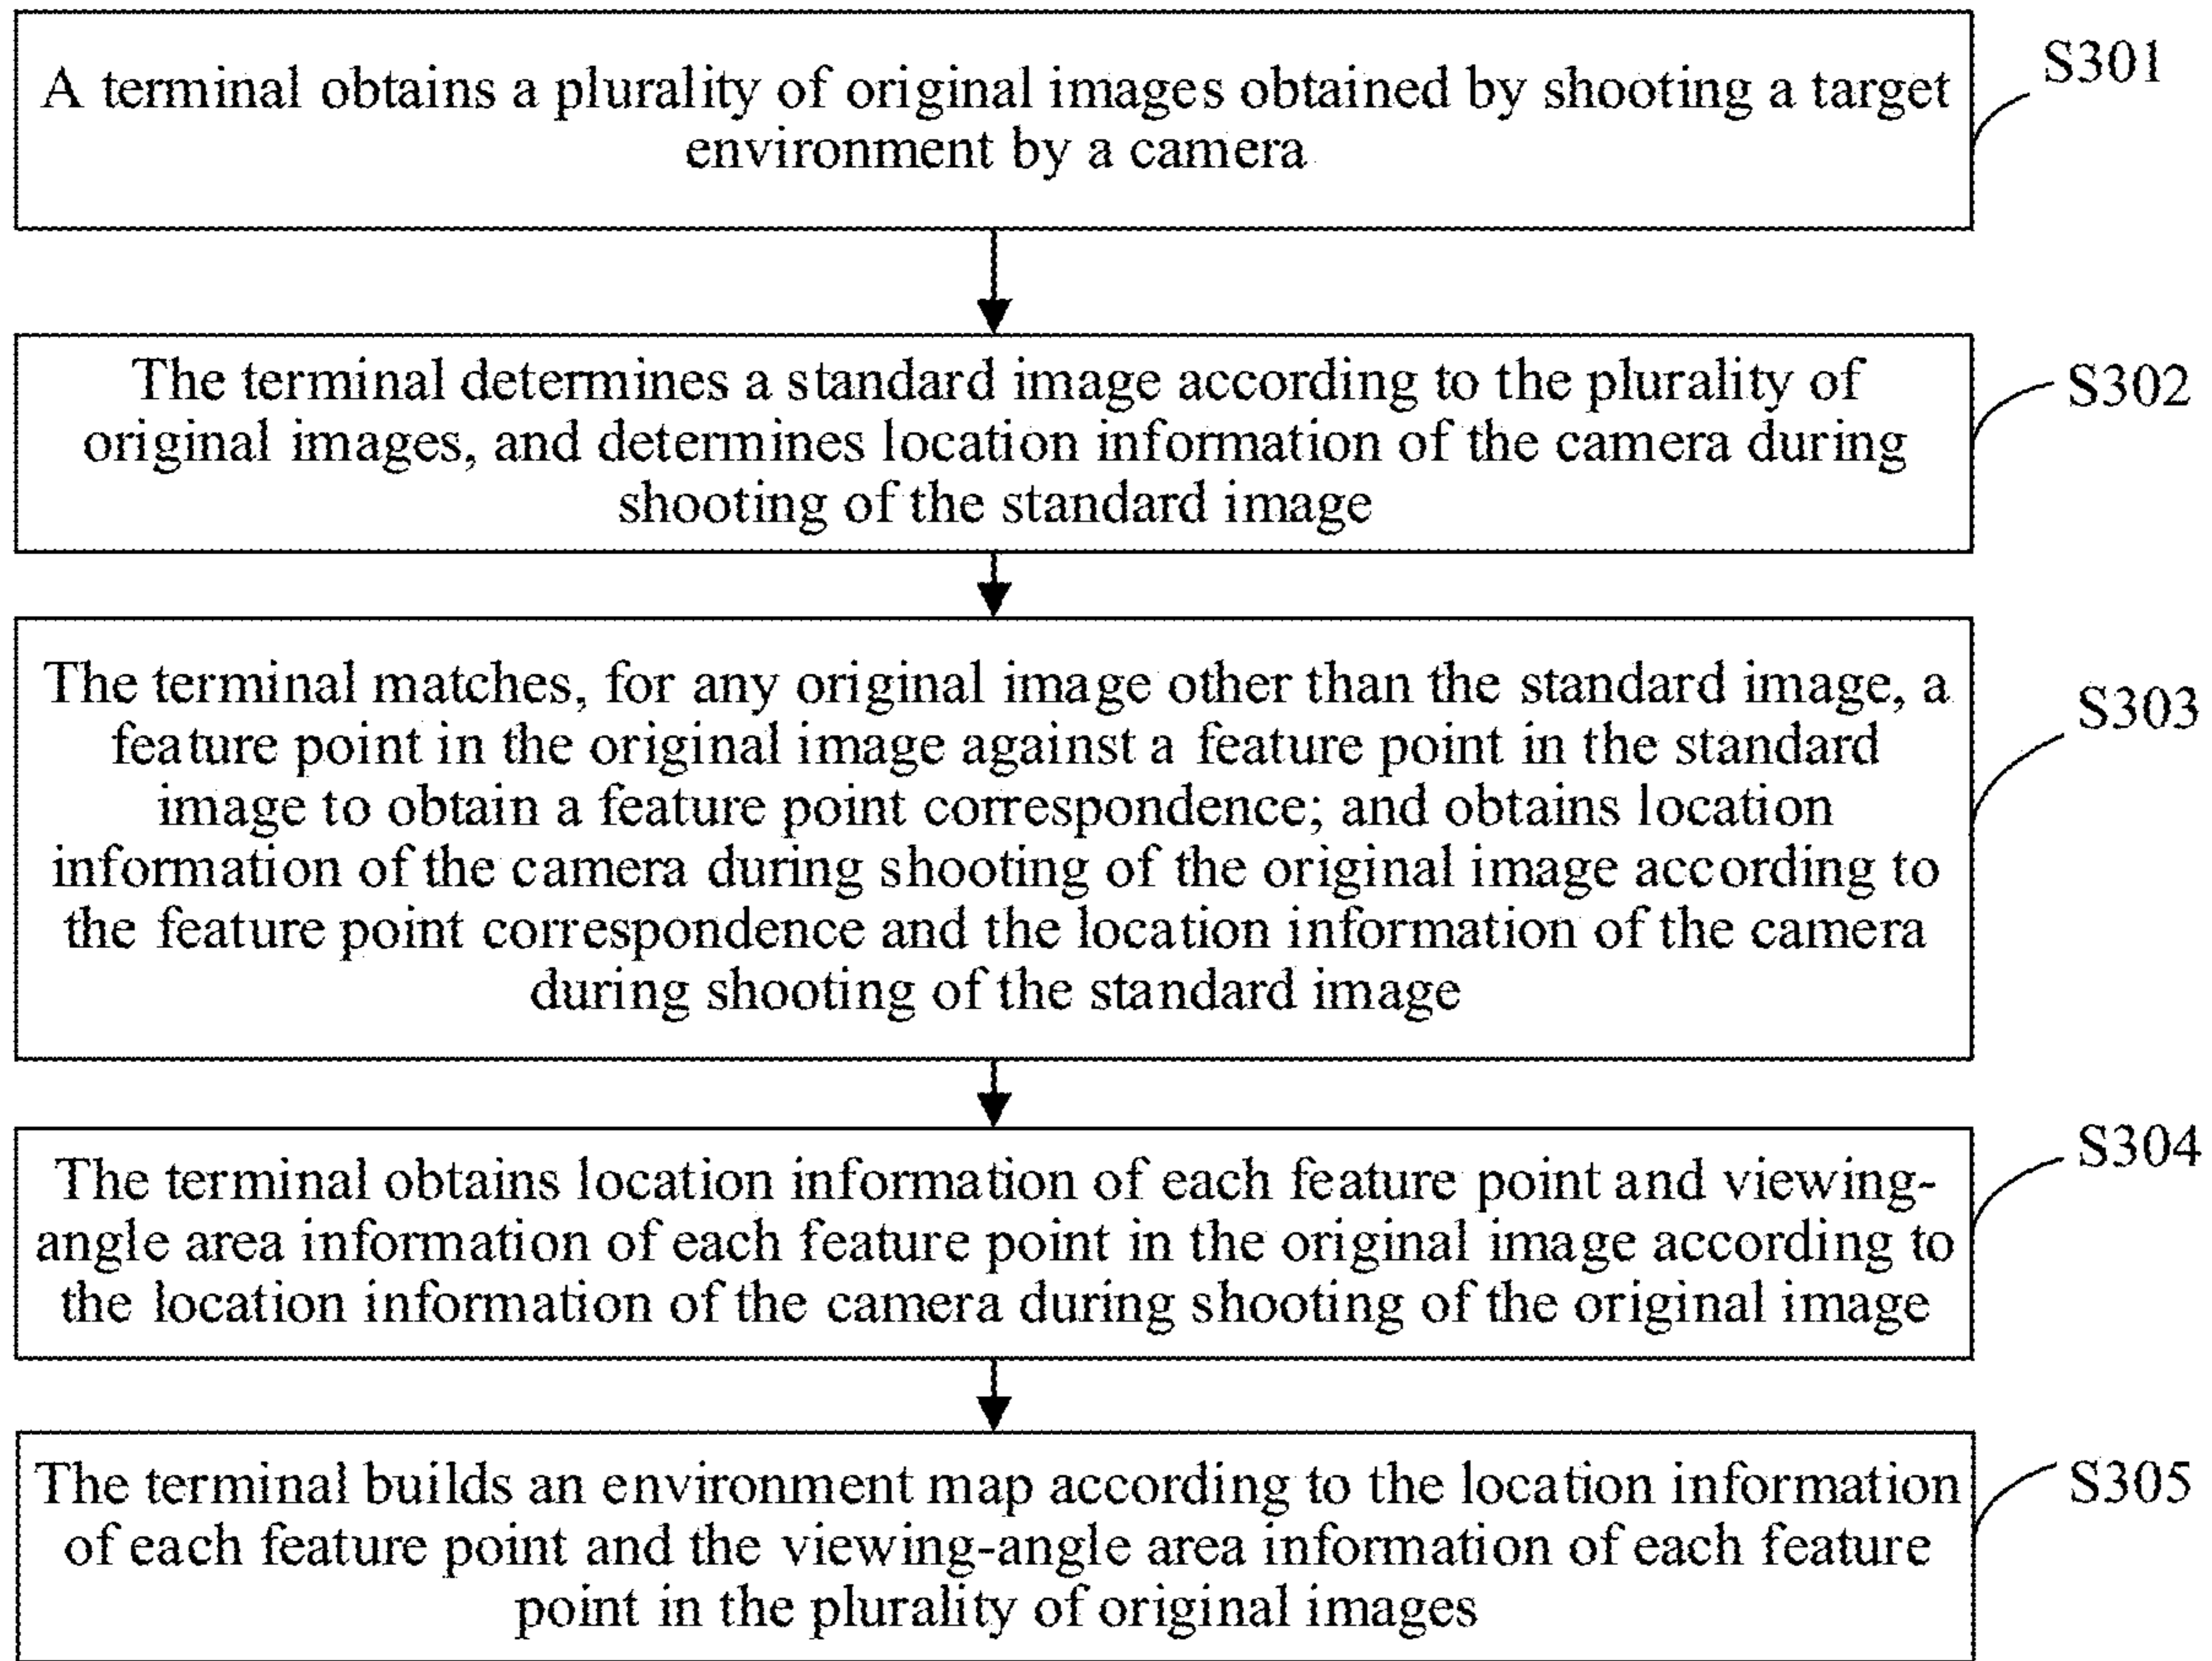 A terminal obtains a plurality of original images obtained by shooting a target
environment by a camera
S301
The terminal determines a standard image according to the plurality of
original images, and determines location information of the camera during
shooting of the standard image
S302
The terminal matches, for any original image other than the standard image, a
feature point in the original image against a feature point in the standard
image to obtain a feature point correspondence; and obtains location
information of the camera during shooting of the original image according to
the feature point correspondence and the location information of the camera
during shooting of the standard image
S303
The terminal obtains location information of each feature point and viewing-
angle area information of each feature point in the original image according to
the location information of the camera during shooting of the original image
S304
The terminal builds an environment map according to the location information
of each feature point and the viewing-angle area information of each feature
point in the plurality of original images
S305